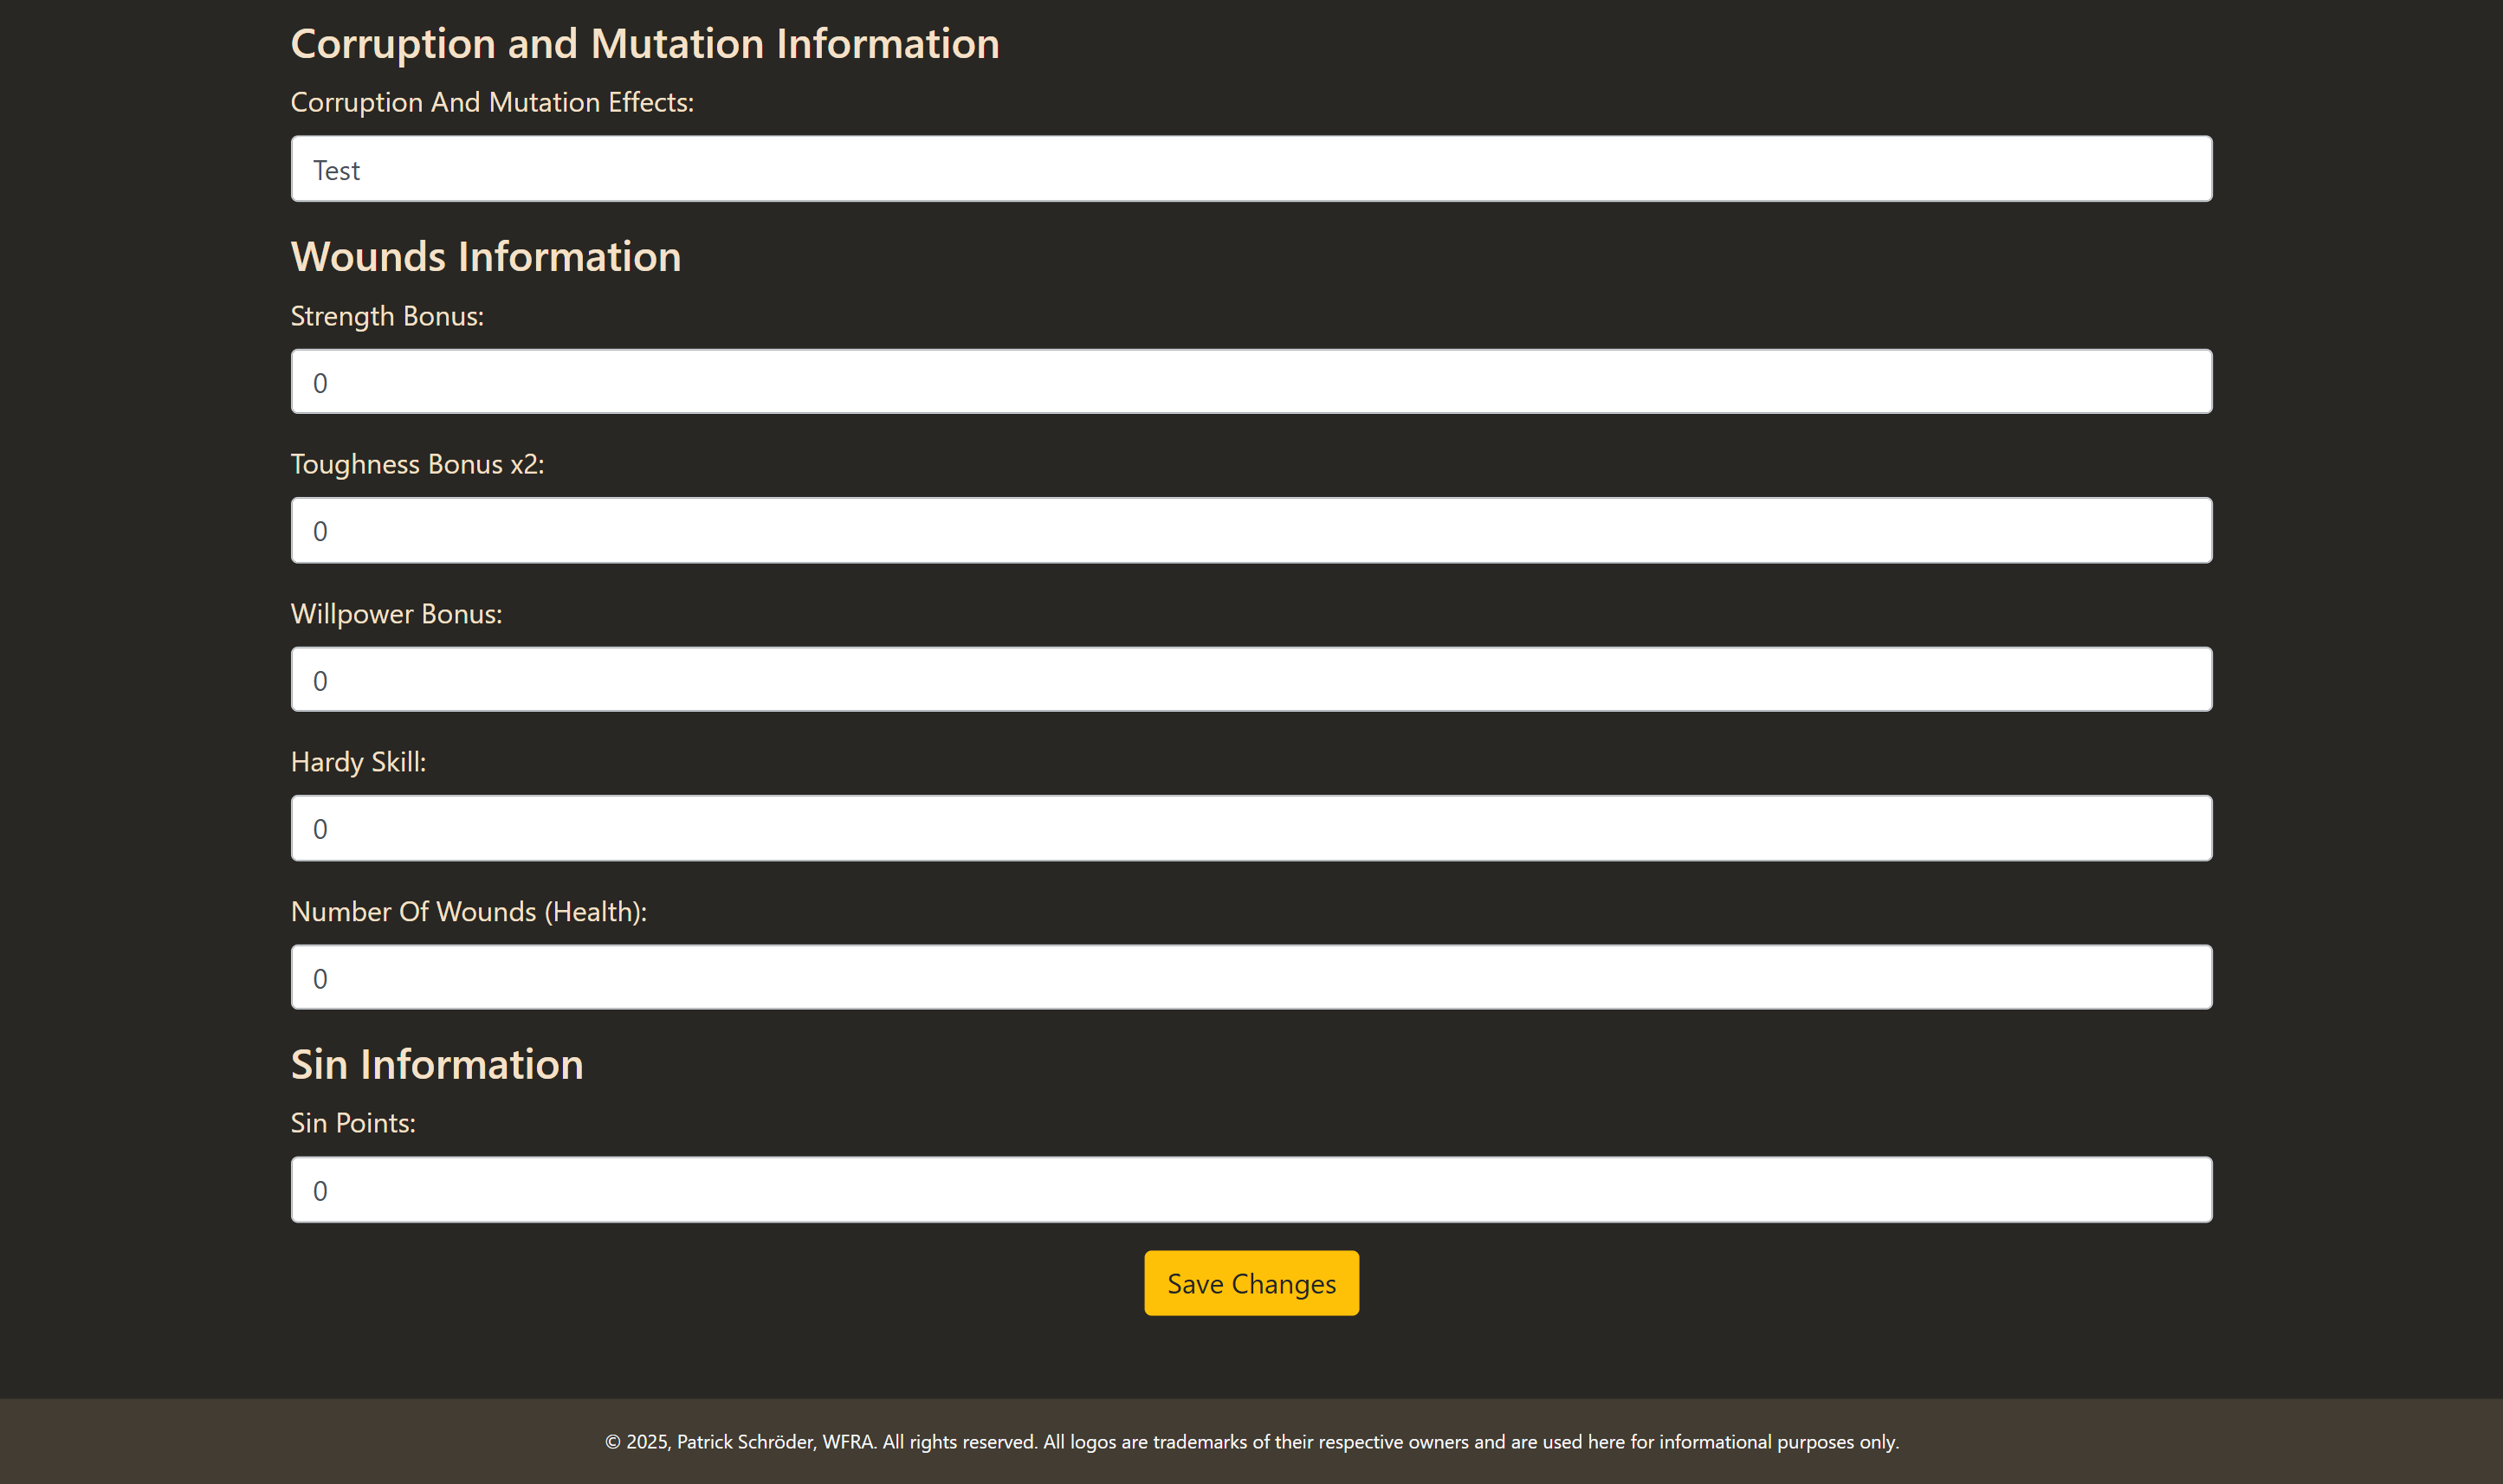 Corruption and Mutation Information
Corruption And Mutation Effects:
Test
Wounds Information
Strength Bonus:
0
Toughness Bonus x2:
0
Willpower Bonus:
0
Hardy Skill:
0
Number Of Wounds (Health):
0
Sin Information
Sin Points:
0
Save Changes
© 2025, Patrick Schröder, WFRA. All rights reserved. All logos are trademarks of their respective owners and are used here for informational purposes only.